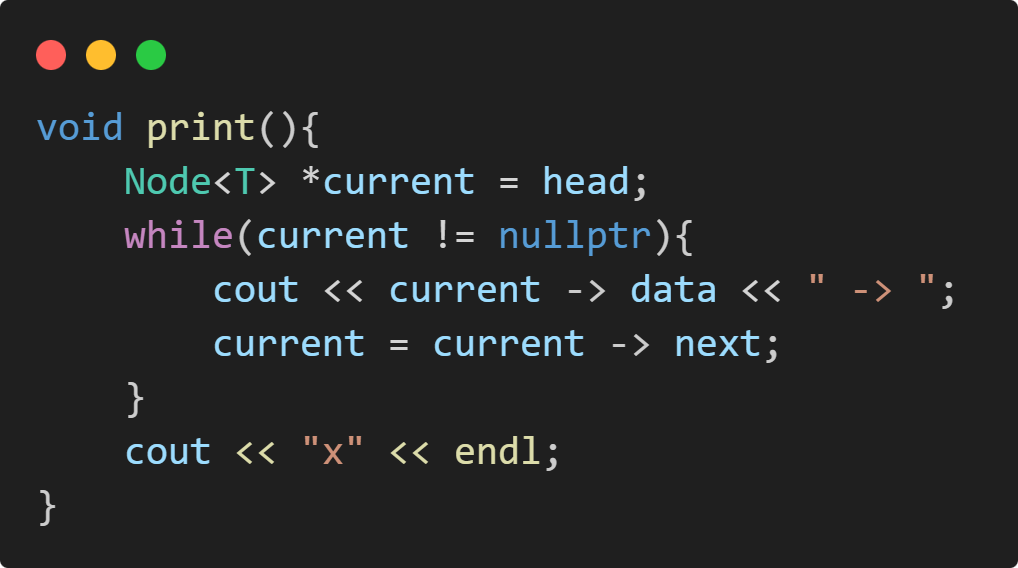 void print(){
    Node<T> *current = head;
    while(current != nullptr){
        cout << current -> data << " -> ";
        current = current -> next;
    }
    cout << "x" << endl;
}